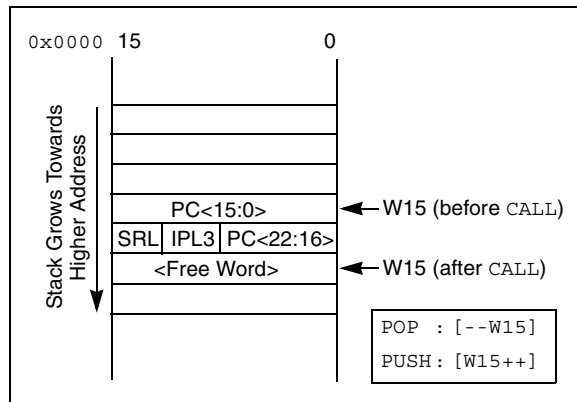 0x0000 15 0
Stack Grows Towards
Higher Address
PC<15:0>
W15 (before CALL)
SRL IPL3 PC<22:16>
<Free Word>
W15 (after CALL)
POP : [--W15]
PUSH: [W15++]